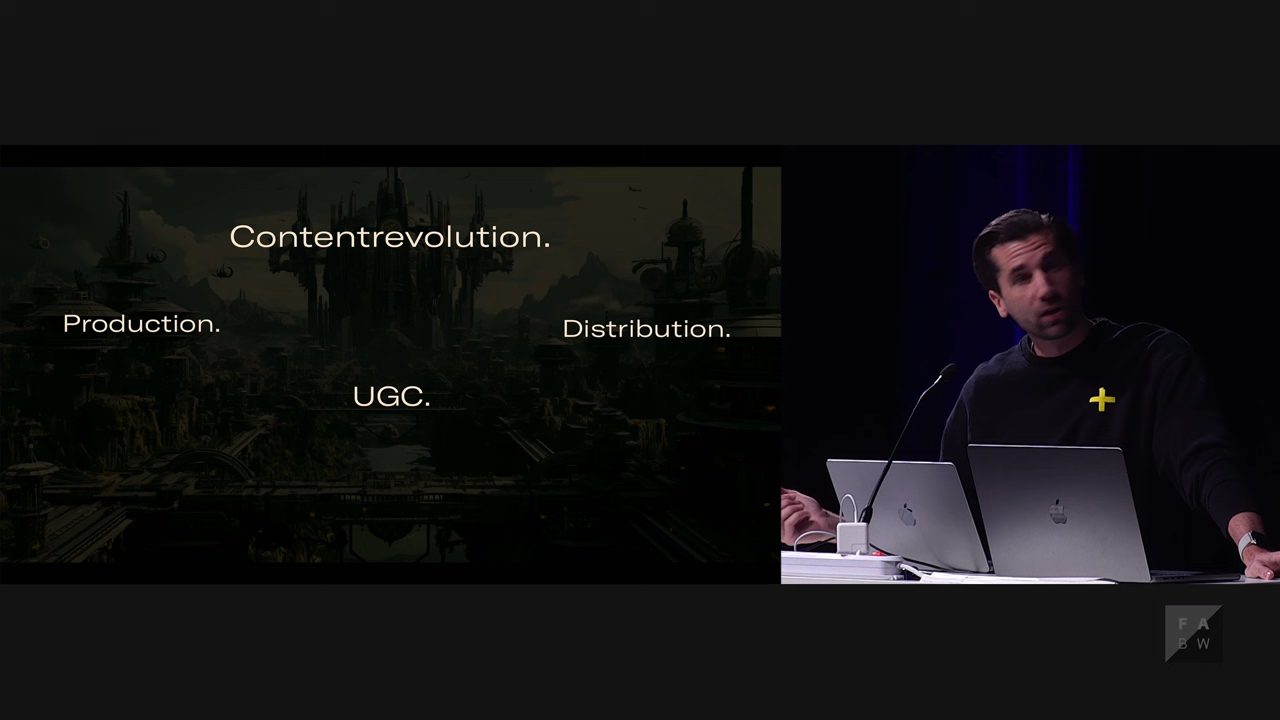 Contentrevolution.
Production.
Distribution.
UGC.
F A
B W